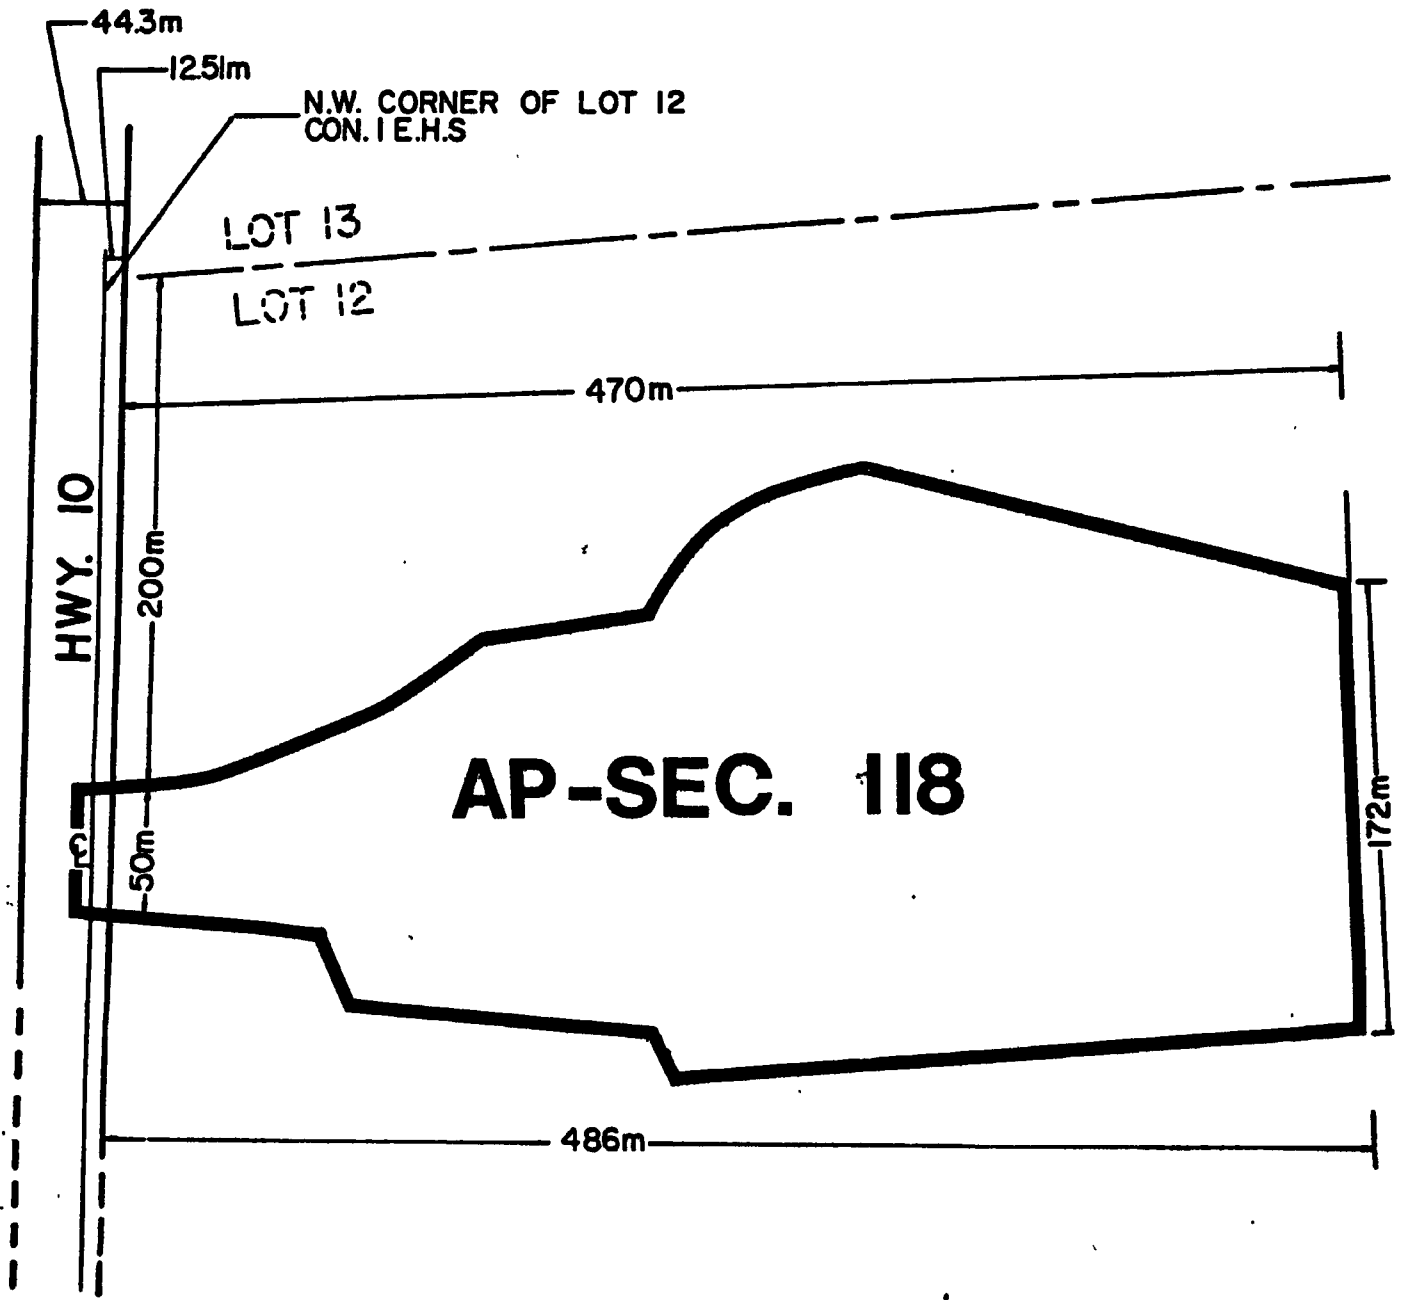 44.3m
12.51m
N.W. CORNER OF LOT 12
CON. I E.H.S
LOT 13
LOT 12
470m
HWY. 10
200m
AP-SEC. 118
172m
50m
486m